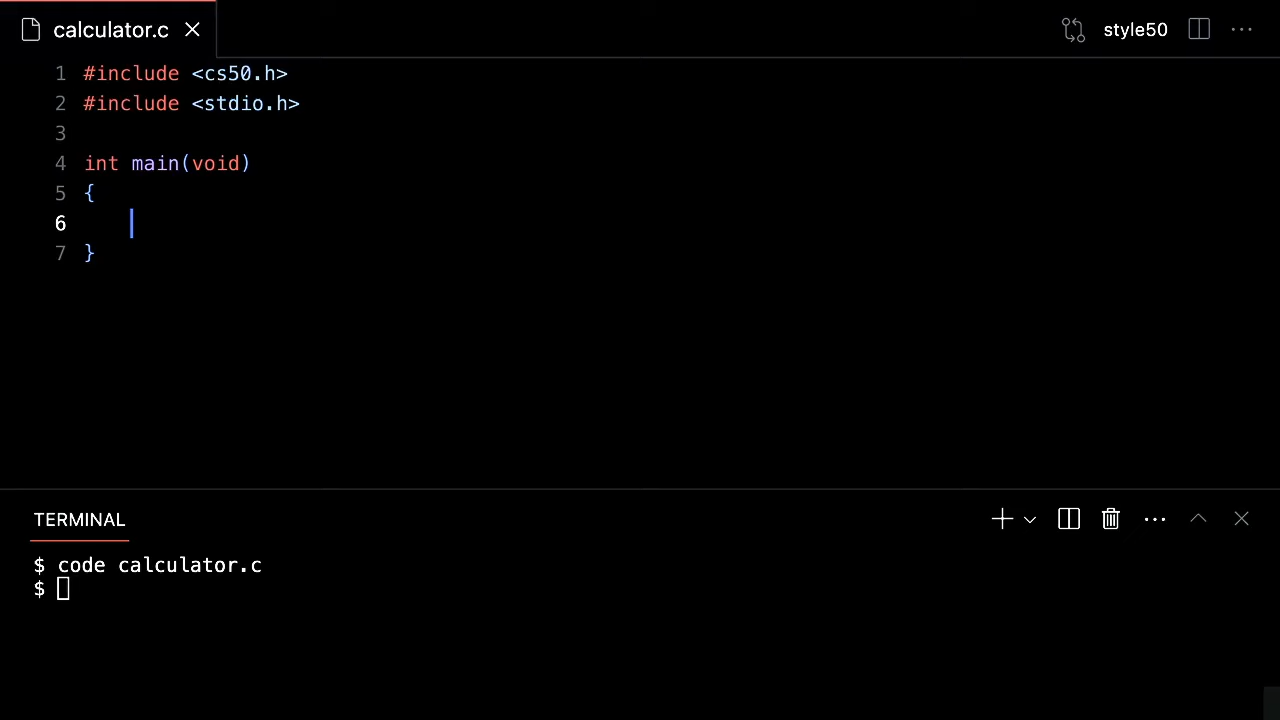 calculator.c
style50
1 #include <cs50.h>
2 #include <stdio.h>
3
4 int main(void)
5 {
6
7 }
TERMINAL
$ code calculator.c
$